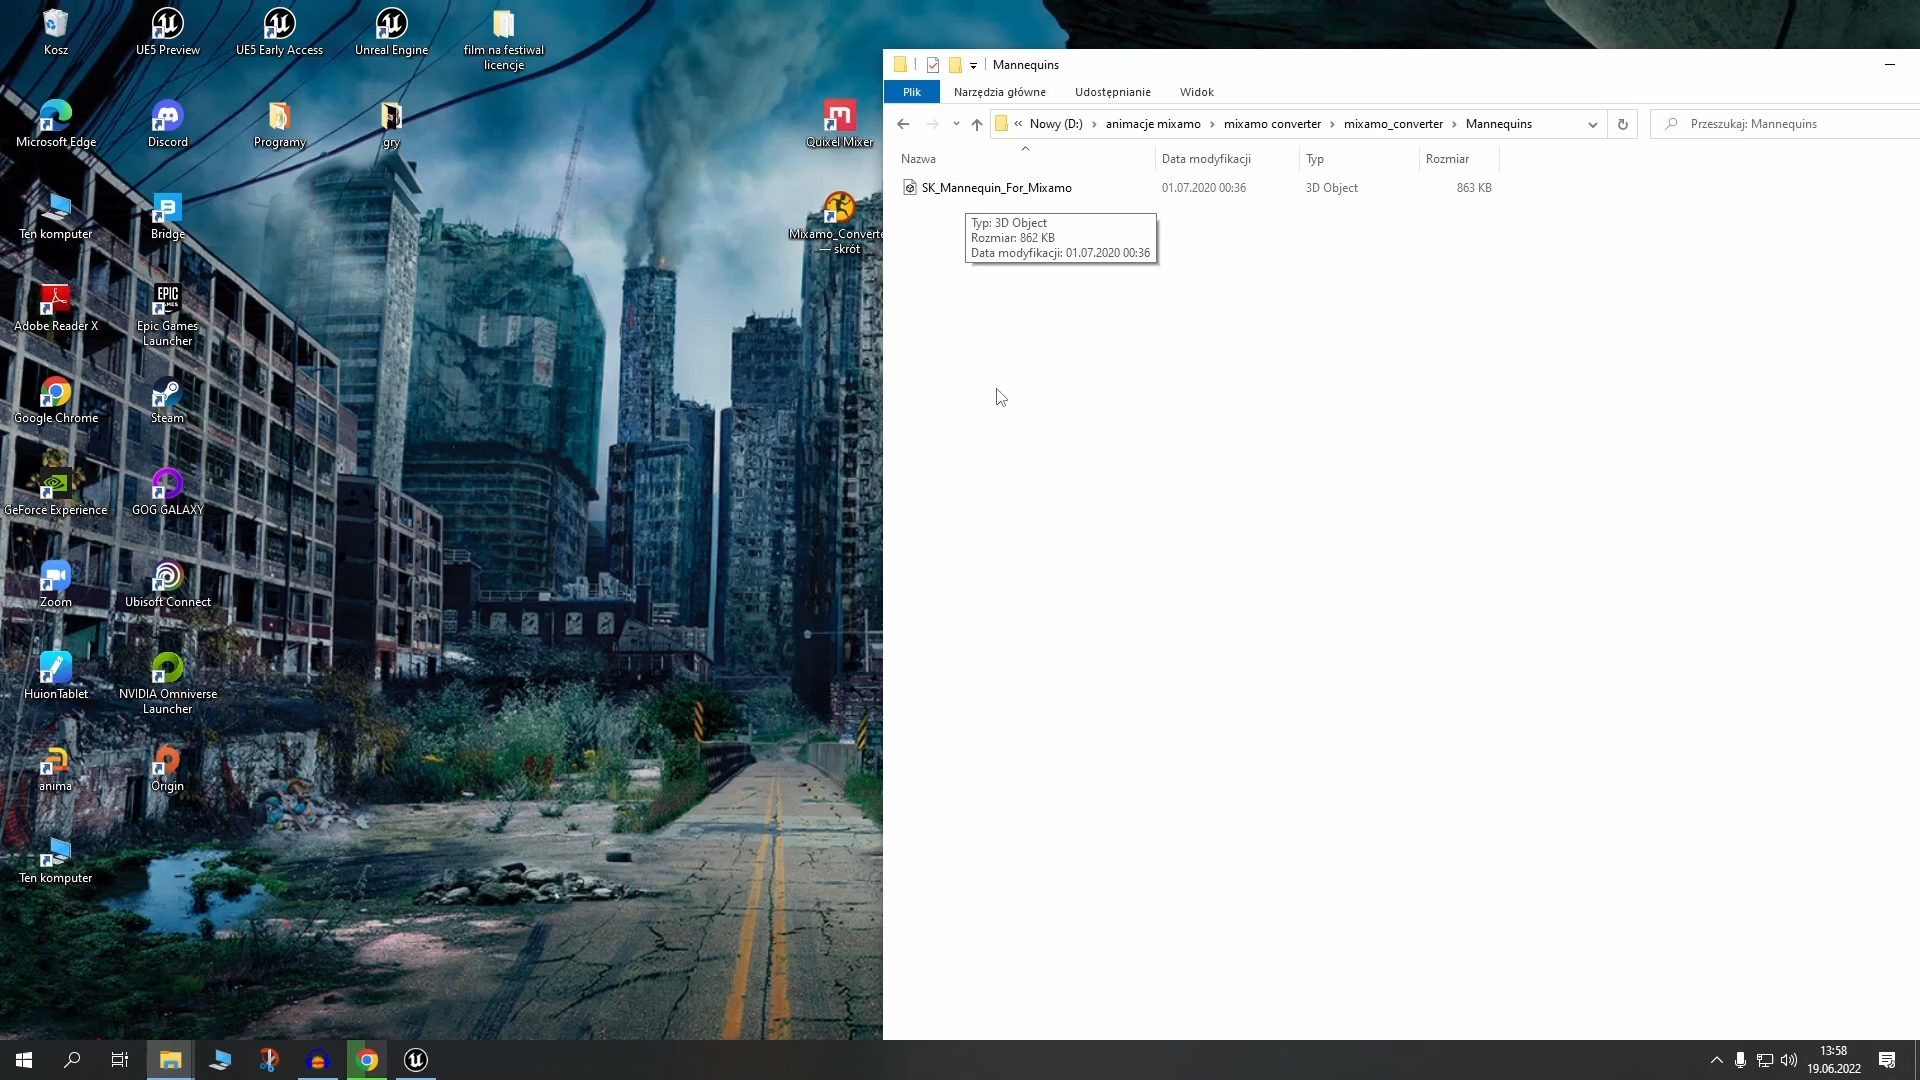 Kosz
UE5 Preview
UE5 Early Access
Unreal Engine
film na festiwal
licencje
Microsoft Edge
Discord
Programy
gry
Quixel Mixer
Ten komputer
Bridge
Mixamo_Converte
— skrót
Adobe Reader X
EPIC
GAMES
Epic Games
Launcher
Google Chrome
Steam
GeForce Experience
GOG GALAXY
Zoom
Ubisoft Connect
HuionTablet
NVIDIA Omniverse
Launcher
anima
Origin
Ten komputer
Mannequins
Plik
Narzędzia główne
Udostępnianie
Widok
« Nowy (D:) › animacje mixamo › mixamo converter › mixamo_converter › Mannequins
Przeszukaj: Mannequins
Nazwa
Data modyfikacji
Typ
Rozmiar
SK_Mannequin_For_Mixamo
01.07.2020 00:36
3D Object
863 KB
Typ: 3D Object
Rozmiar: 862 KB
Data modyfikacji: 01.07.2020 00:36
13:58
19.06.2022